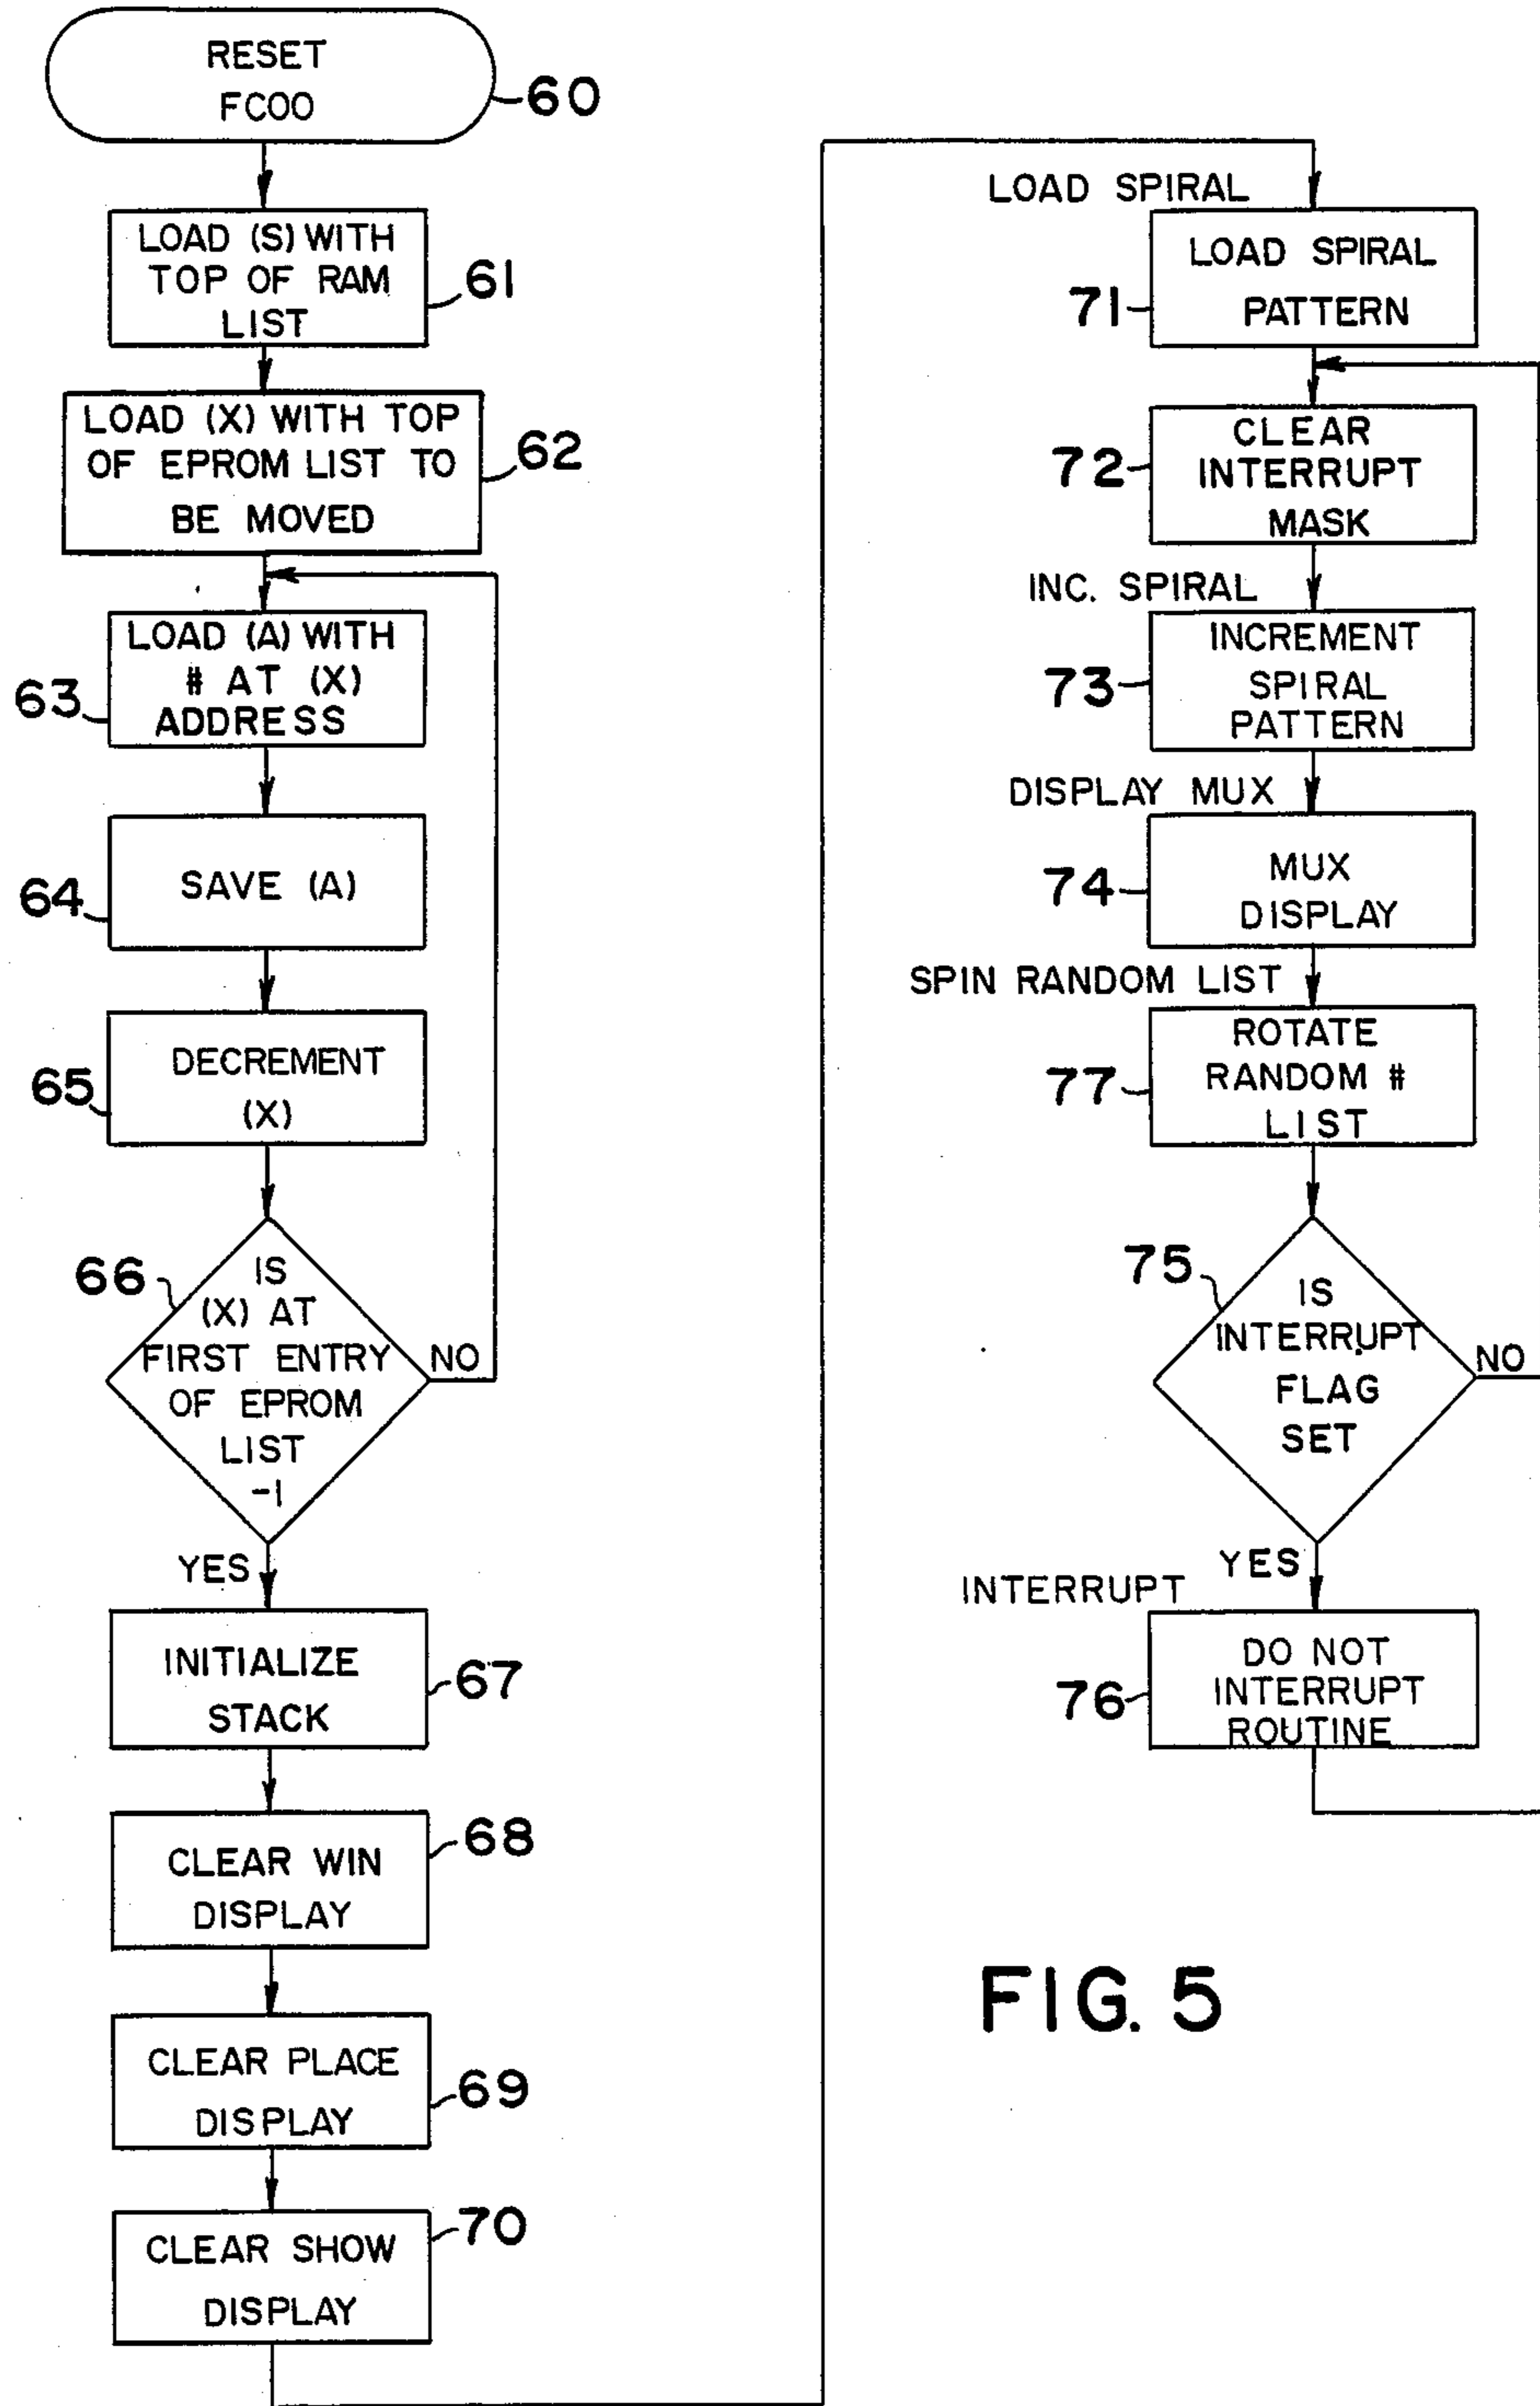 RESET
FC00
60
LOAD (S) WITH
TOP OF RAM
LIST
61
LOAD (X) WITH TOP
OF EPROM LIST TO
BE MOVED
62
LOAD (A) WITH
# AT (X)
ADDRESS
63
SAVE (A)
64
DECREMENT
(X)
65
66
IS
(X) AT
FIRST ENTRY
OF EPROM
LIST
-1
NO
YES
INITIALIZE
STACK
67
CLEAR WIN
DISPLAY
68
CLEAR PLACE
DISPLAY
69
CLEAR SHOW
DISPLAY
70
LOAD SPIRAL
LOAD SPIRAL
PATTERN
71
CLEAR
INTERRUPT
MASK
72
INC. SPIRAL
INCREMENT
SPIRAL
PATTERN
73
DISPLAY MUX
MUX
DISPLAY
74
SPIN RANDOM LIST
ROTATE
RANDOM #
LIST
77
75
IS
INTERRUPT
FLAG
SET
NO
YES
INTERRUPT
DO NOT
INTERRUPT
ROUTINE
76
FIG. 5